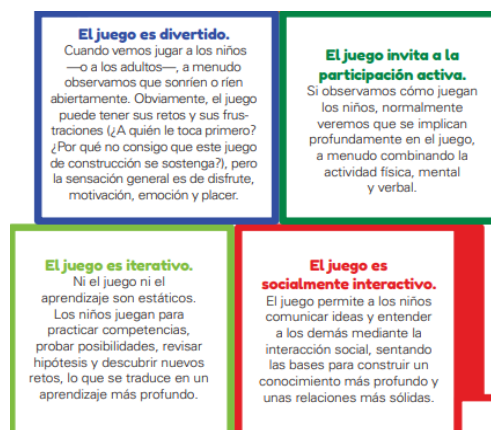 El juego es divertido.
Cuando vemos jugar a los niños
—o a los adultos—, a menudo
observamos que sonríen o ríen
abiertamente. Obviamente, el juego
puede tener sus retos y sus frus-
traciones (¿A quién le toca primero?
¿Por qué no consigo que este juego
de construcción se sostenga?), pero
la sensación general es de disfrute,
motivación, emoción y placer.
El juego invita a la
participación activa.
Si observamos cómo juegan
los niños, normalmente
veremos que se implican
profundamente en el juego,
a menudo combinando la
actividad física, mental
y verbal.
El juego es iterativo.
Ni el juego ni el
aprendizaje son estáticos.
Los niños juegan para
practicar competencias,
probar posibilidades, revisar
hipótesis y descubrir nuevos
retos, lo que se traduce en un
aprendizaje más profundo.
El juego es
socialmente interactivo.
El juego permite a los niños
comunicar ideas y entender
a los demás mediante la
interacción social, sentando
las bases para construir un
conocimiento más profundo y
unas relaciones más sólidas.